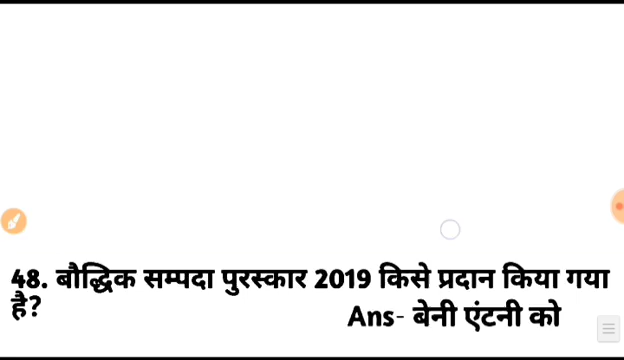 48. बौद्धिक सम्पदा पुरस्कार 2019 किसे प्रदान किया गया
है?
Ans- बेनी एंटनी को